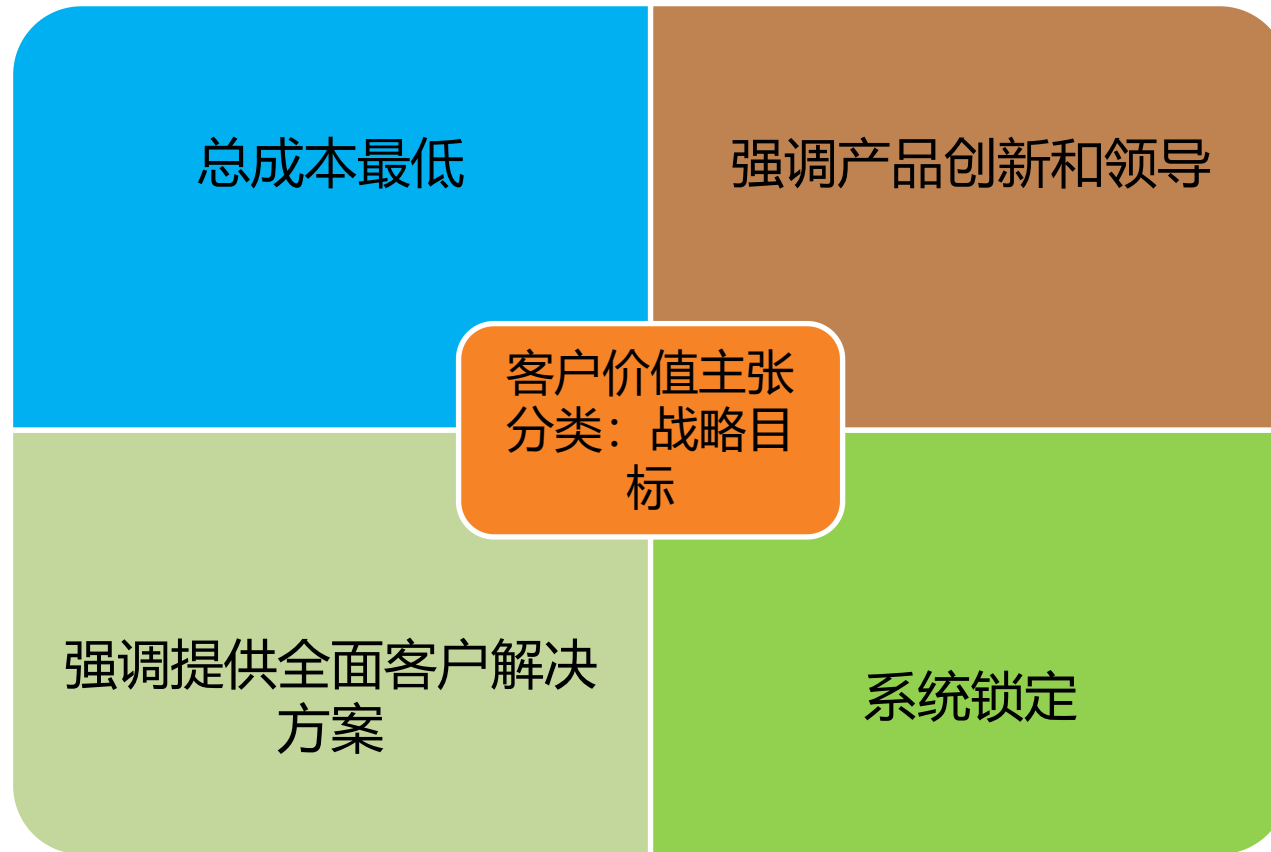 总成本最低
强调产品创新和领导
客户价值主张
分类：战略目
标
强调提供全面客户解决
方案
系统锁定